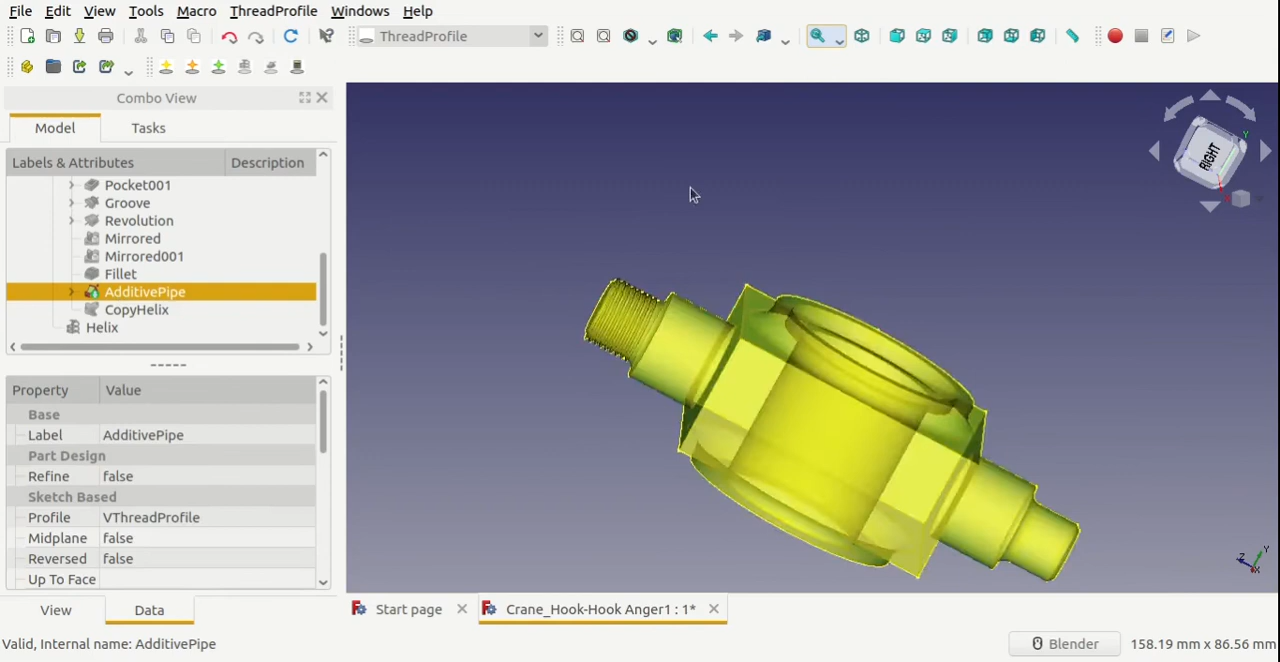 File Edit View Tools Macro ThreadProfile Windows Help
ThreadProfile
Combo View
Model Tasks
Labels & Attributes Description
Pocket001
Groove
Revolution
Mirrored
Mirrored001
Fillet
AdditivePipe
CopyHelix
Helix
Property Value
Base
Label AdditivePipe
Part Design
Refine false
Sketch Based
Profile VThreadProfile
Midplane false
Reversed false
Up To Face
View Data
RIGHT
Y
Z Y
X
Start page Crane_Hook-Hook Anger1 : 1*
Valid, Internal name: AdditivePipe Blender 158.19 mm x 86.56 mm